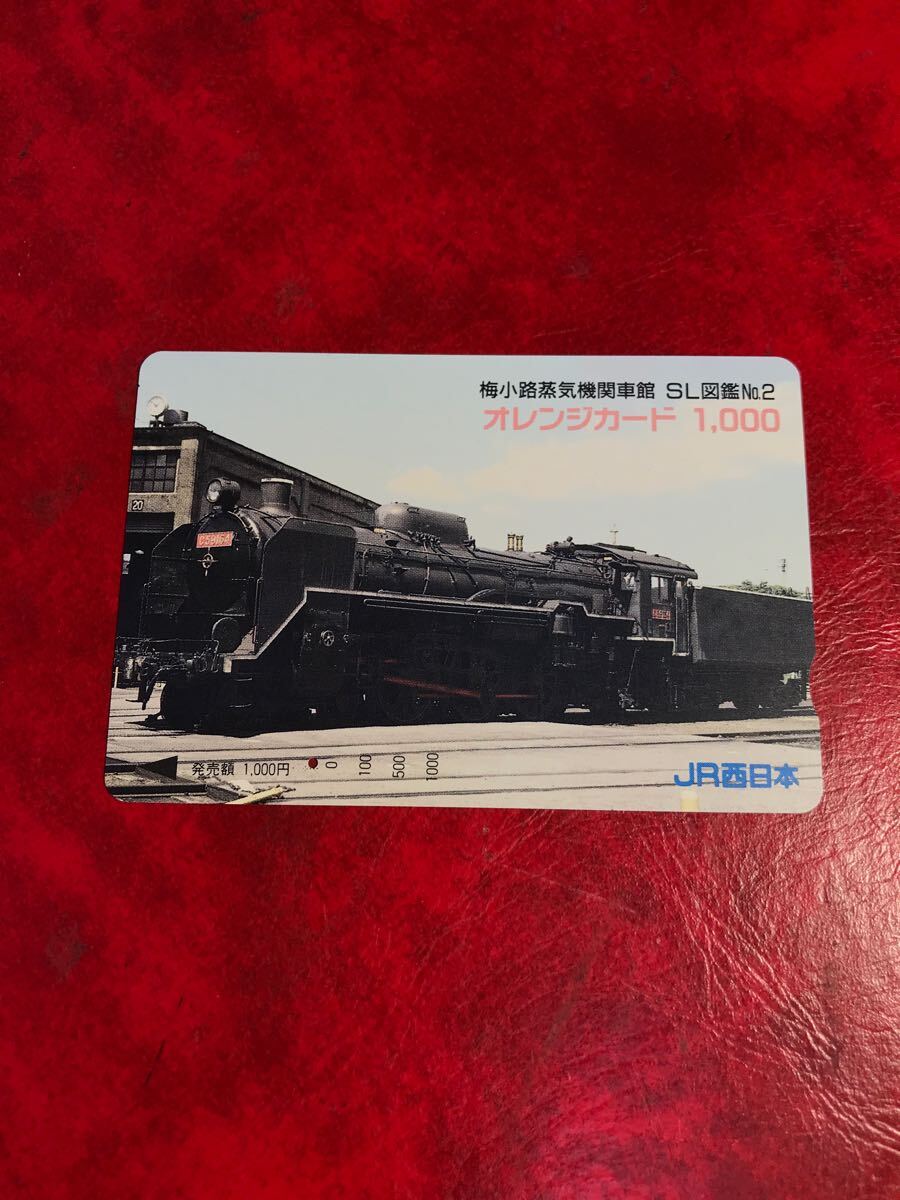 梅小路蒸気機関車館 SL図鑑No.2
オレンジカード 1,000
20
C59164
発売額 1,000円
0
100
500
1000
JR西日本